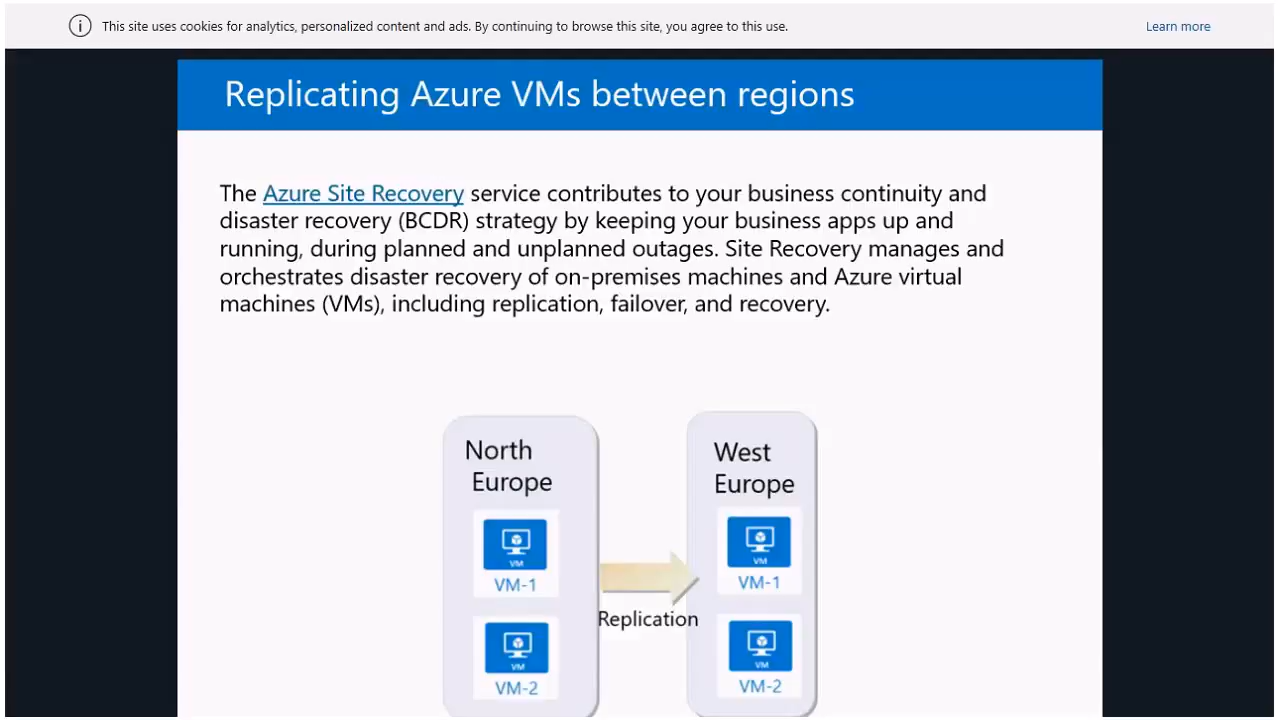 This site uses cookies for analytics, personalized content and ads. By continuing to browse this site, you agree to this use.
Learn more
Replicating Azure VMs between regions
The Azure Site Recovery service contributes to your business continuity and
disaster recovery (BCDR) strategy by keeping your business apps up and
running, during planned and unplanned outages. Site Recovery manages and
orchestrates disaster recovery of on-premises machines and Azure virtual
machines (VMs), including replication, failover, and recovery.
North
Europe
VM
VM-1
VM
VM-2
Replication
West
Europe
VM
VM-1
VM
VM-2